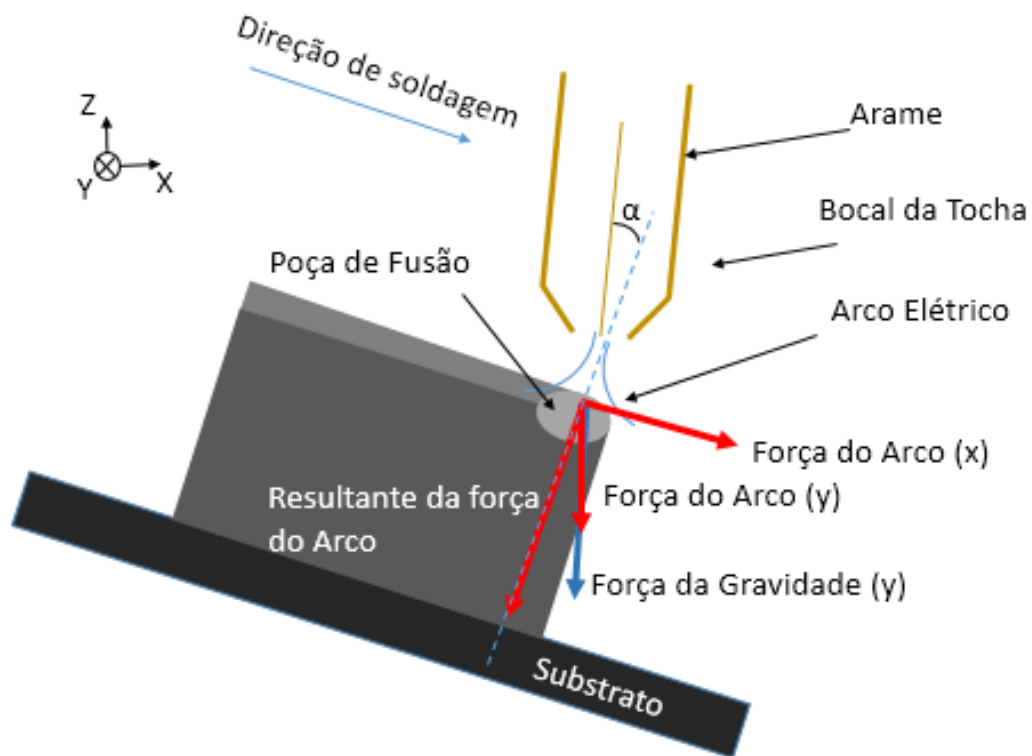 Direção de soldagem
Z
Y
X
Arame
α
Bocal da Tocha
Poça de Fusão
Arco Elétrico
Força do Arco (x)
Resultante da força
do Arco
Força do Arco (y)
Força da Gravidade (y)
Substrato